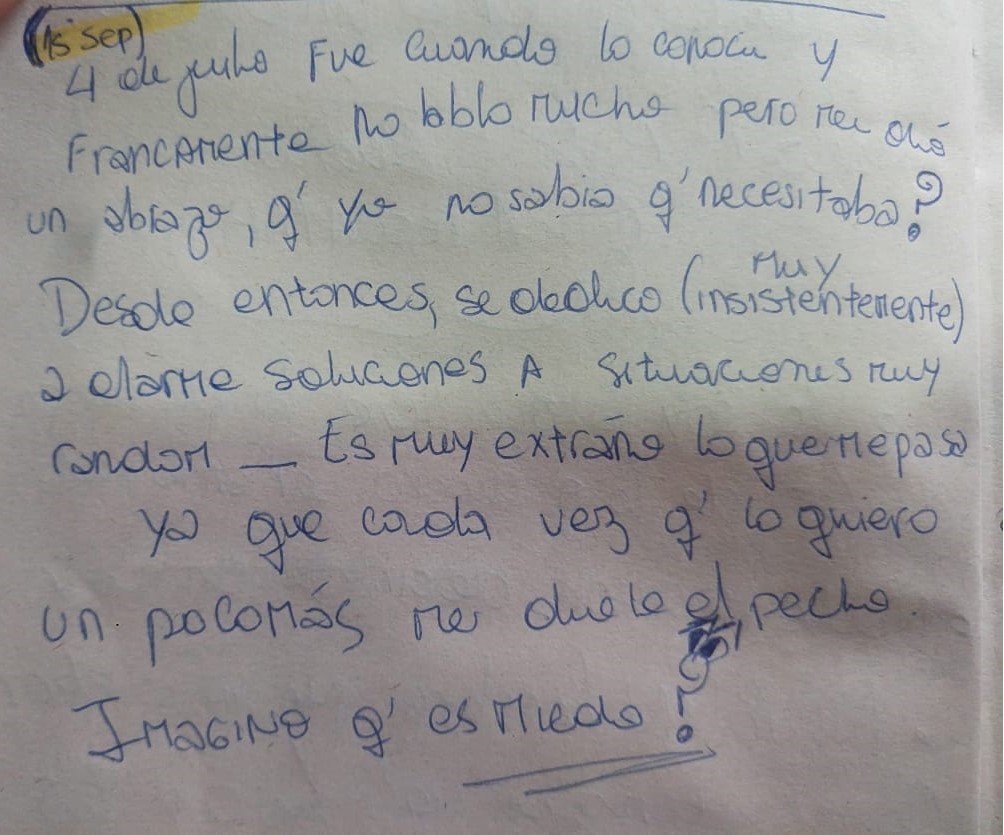 (15 sep)
4 de julio Fue cuando lo conocí y
Francamente no hablo mucho pero me dió
un abrazo, q' yo no sabía q' necesitaba?
Desde entonces, se dedico (muy insistentemente)
a darme soluciones A situaciones muy
random — Es muy extraño lo que me pasa
ya que cada vez q' lo quiero
un poco más me duele el pecho.
IMAGINO q' es Miedo?